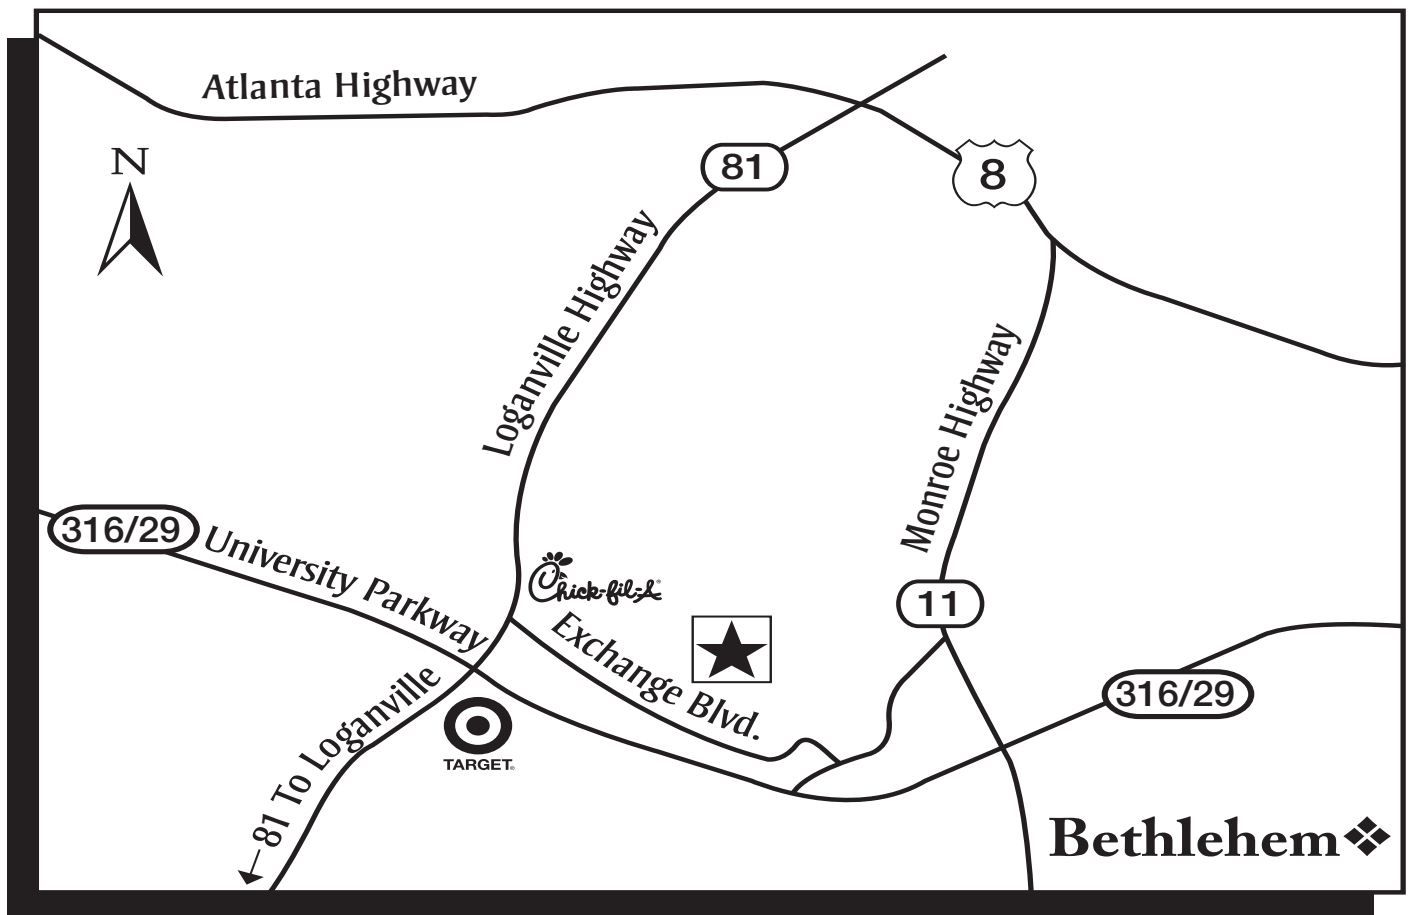 Atlanta Highway
N
81
8
Loganville Highway
Monroe Highway
316/29
University Parkway
Chick-fil-A®
11
Exchange Blvd.
316/29
81 To Loganville
TARGET®
Bethlehem